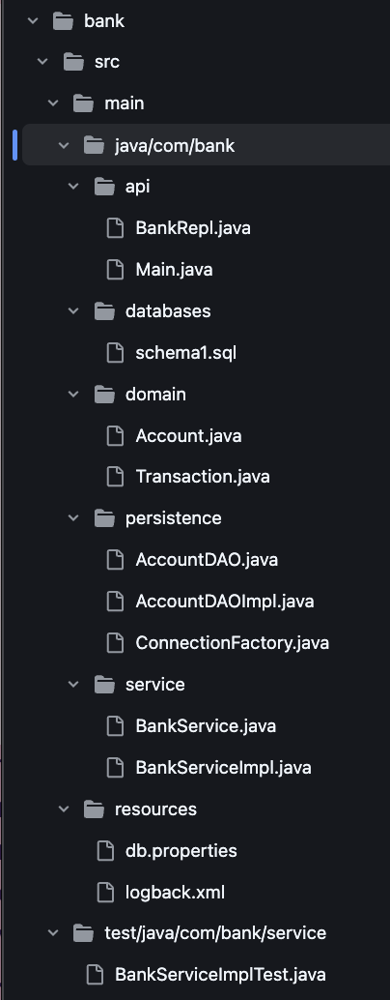 bank
src
main
java/com/bank
api
BankRepl.java
Main.java
databases
schema1.sql
domain
Account.java
Transaction.java
persistence
AccountDAO.java
AccountDAOImpl.java
ConnectionFactory.java
service
BankService.java
BankServiceImpl.java
resources
db.properties
logback.xml
test/java/com/bank/service
BankServiceImplTest.java